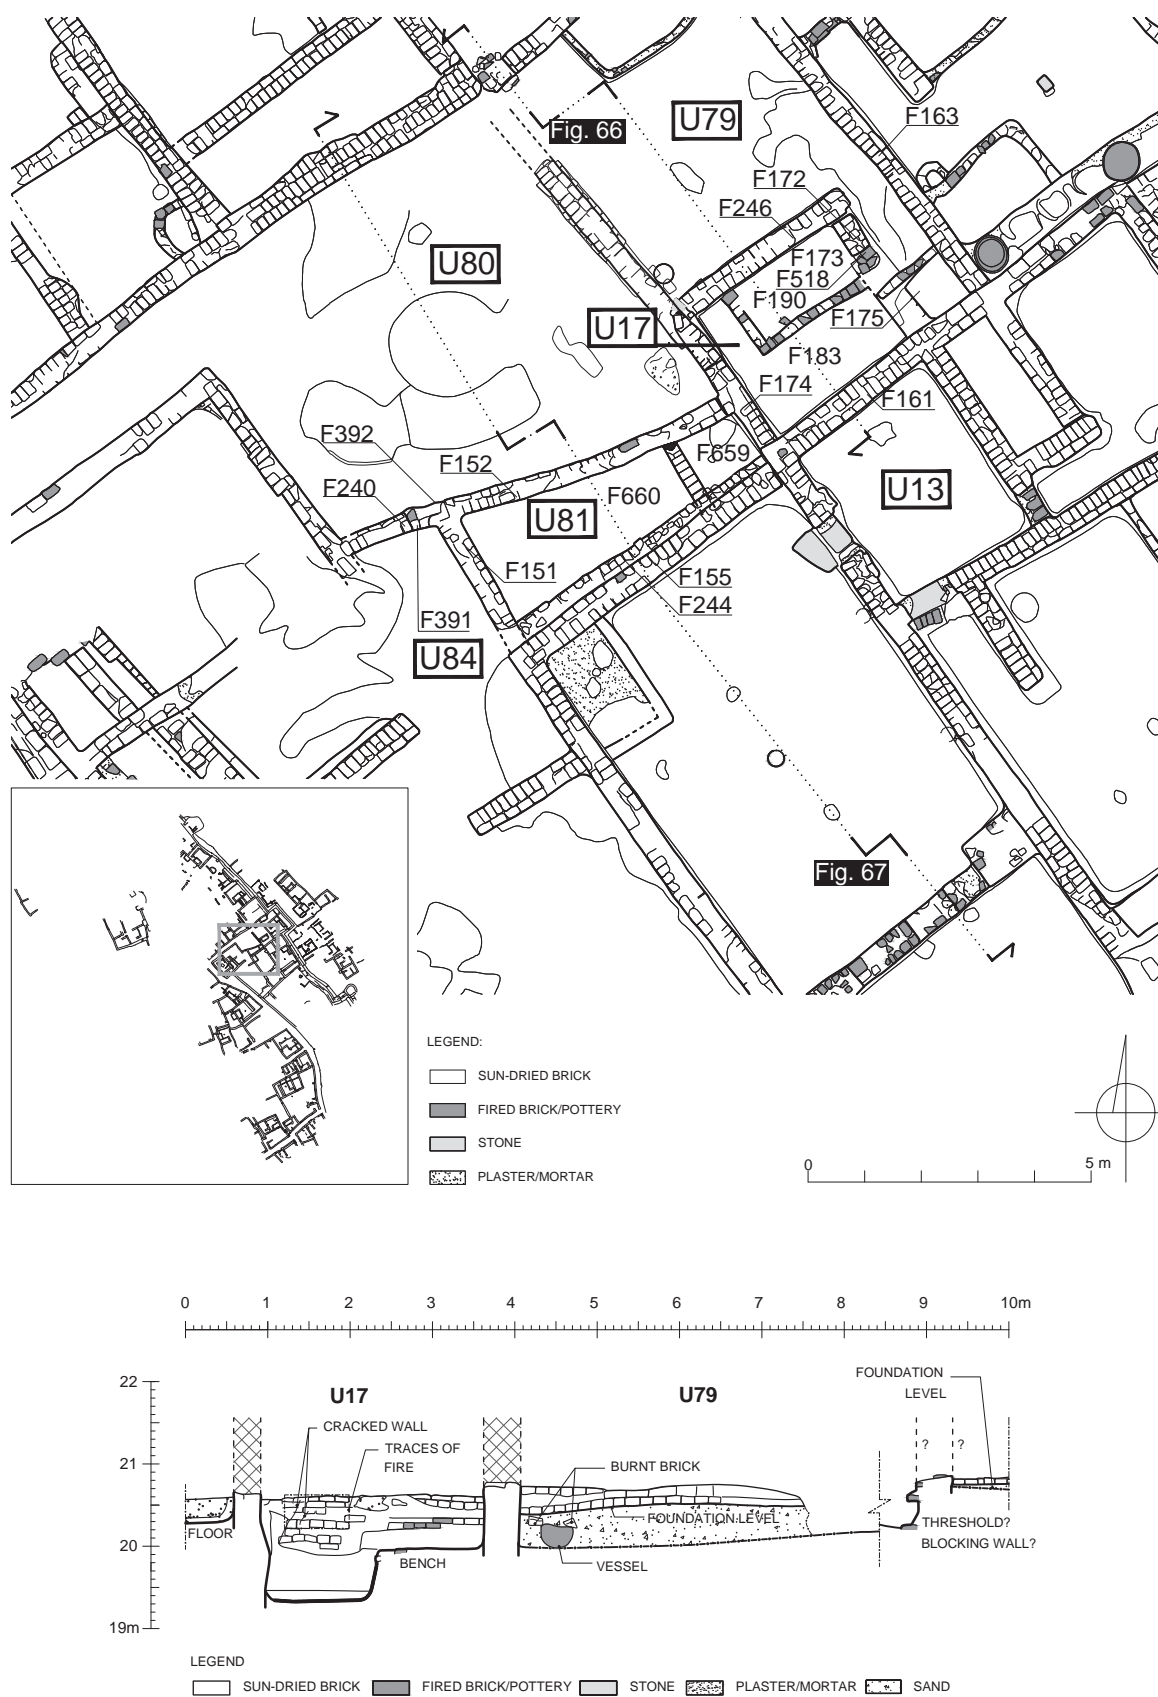 Fig. 66
U79
F163
F172
F246
U80
F173
F518
F190
F175
U17
F183
F174
F161
F392
F152
F659
F240
F660
U13
U81
F151
F155
F391
F244
U84
Fig. 67
LEGEND:
SUN-DRIED BRICK
FIRED BRICK/POTTERY
STONE
PLASTER/MORTAR
0 5 m
0 1 2 3 4 5 6 7 8 9 10m
22
21
20
19m
U17
U79
FOUNDATION
LEVEL
CRACKED WALL
TRACES OF
FIRE
? ?
BURNT BRICK
FLOOR
FOUNDATION LEVEL
THRESHOLD?
BLOCKING WALL?
BENCH
VESSEL
LEGEND
SUN-DRIED BRICK FIRED BRICK/POTTERY STONE PLASTER/MORTAR SAND